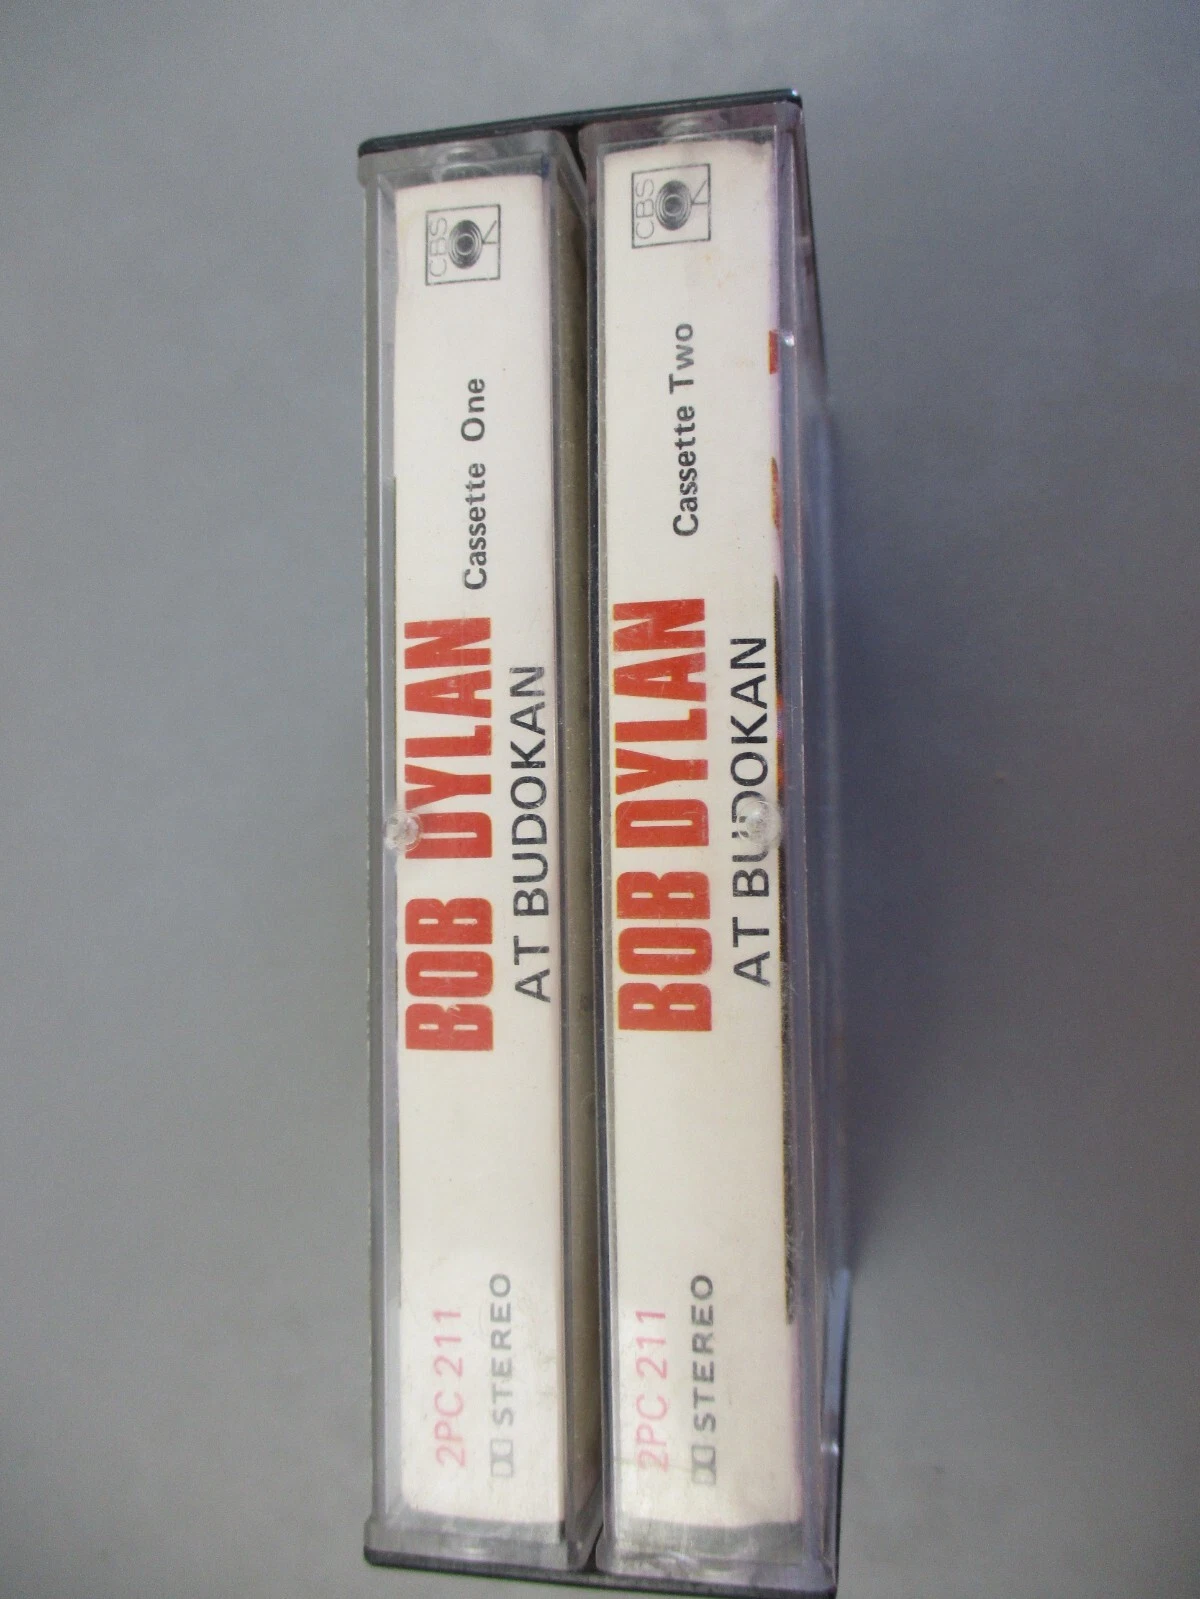 2PC 211
STEREO
BOB DYLAN
AT BUDOKAN
Cassette One
CBS
2PC 211
STEREO
BOB DYLAN
AT BUDOKAN
Cassette Two
CBS